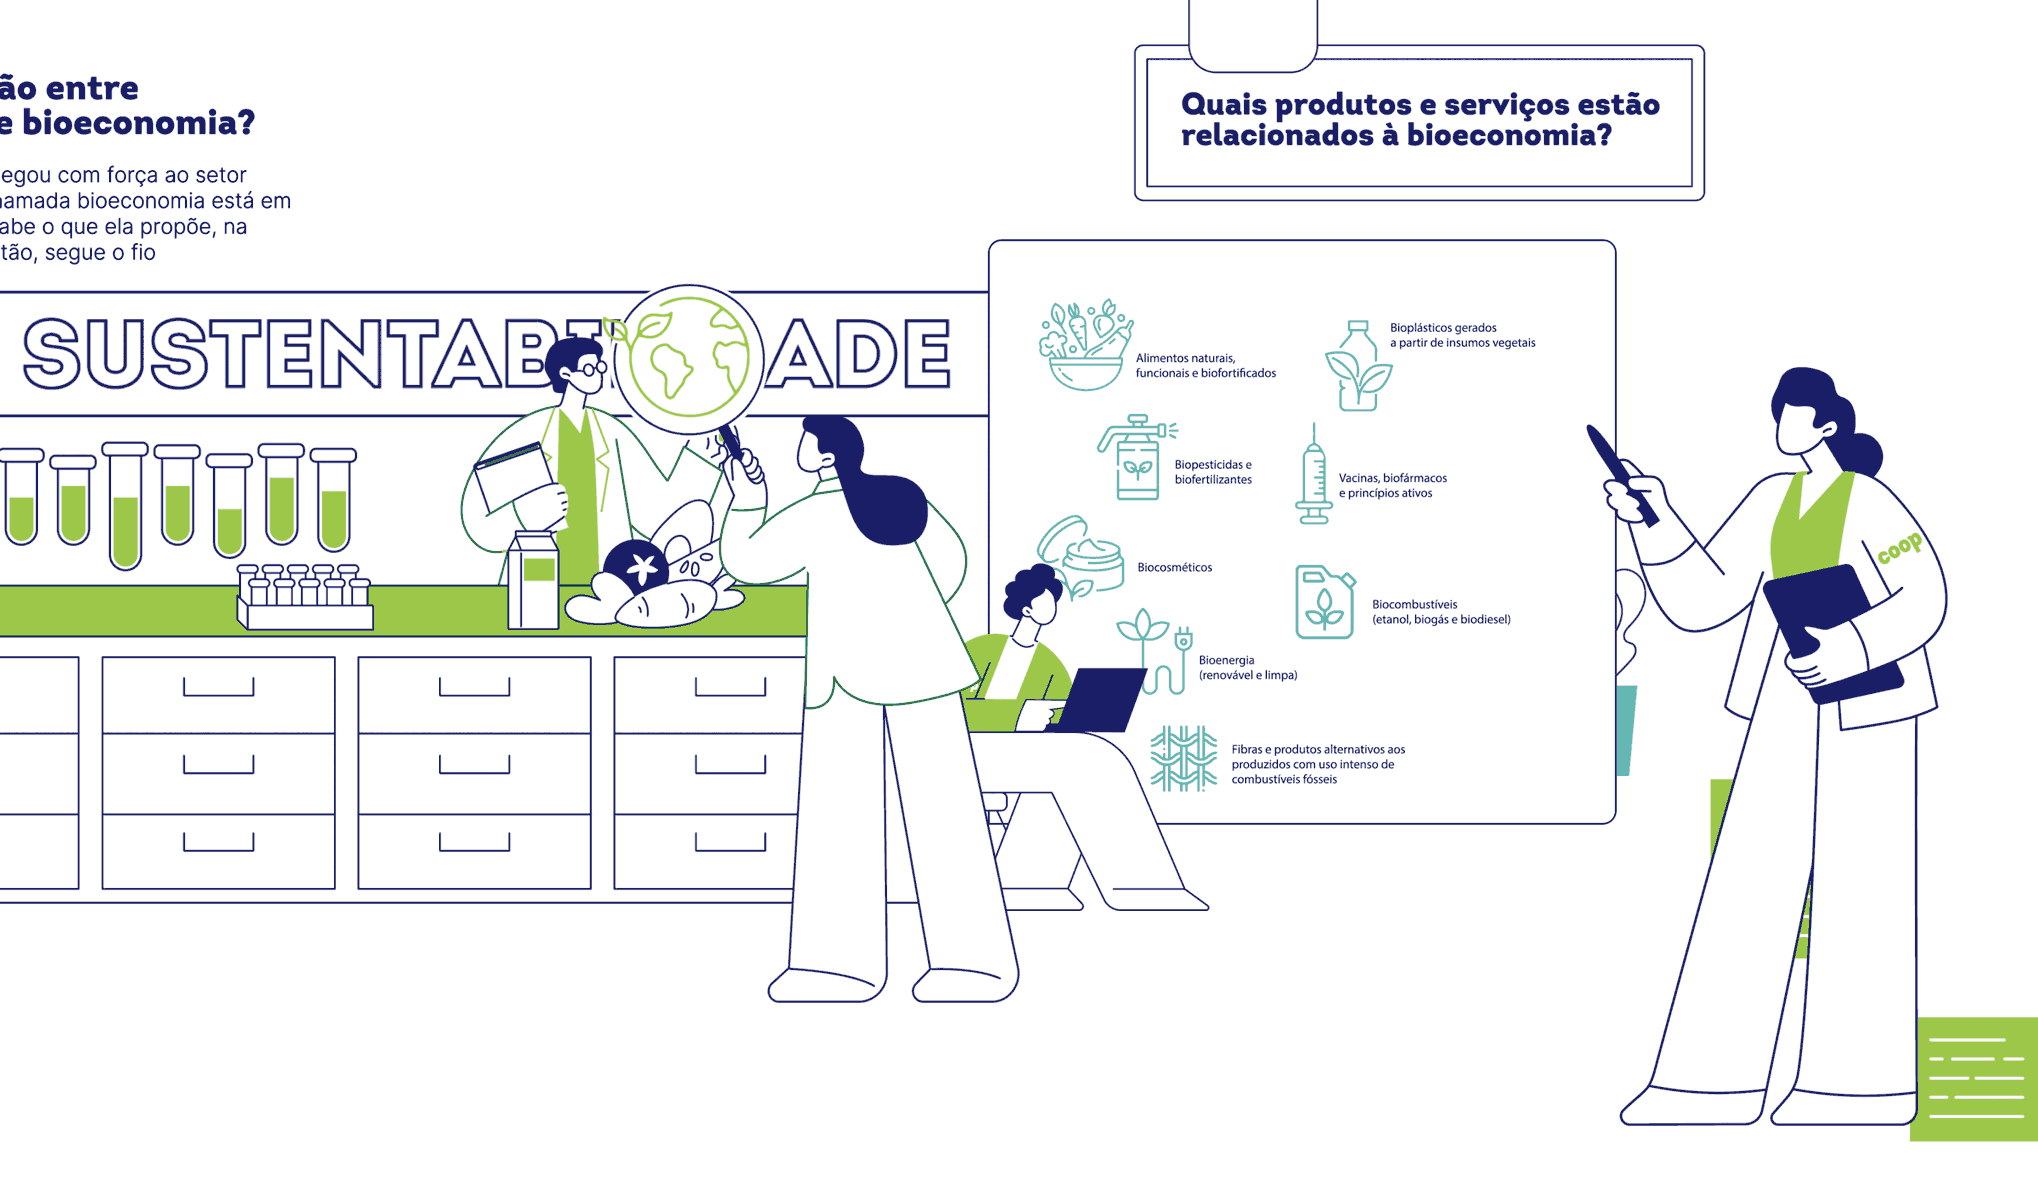 ão entre
e bioeconomia?
egou com força ao setor
hamada bioeconomia está em
abe o que ela propõe, na
tão, segue o fio
SUSTENTABI ADE
Quais produtos e serviços estão
relacionados à bioeconomia?
Alimentos naturais,
funcionais e biofortificados
Bioplásticos gerados
a partir de insumos vegetais
Biopesticidas e
biofertilizantes
Vacinas, biofármacos
e princípios ativos
Biocosméticos
Biocombustíveis
(etanol, biogás e biodiesel)
Bioenergia
(renovável e limpa)
Fibras e produtos alternativos aos
produzidos com uso intenso de
combustíveis fósseis
coop